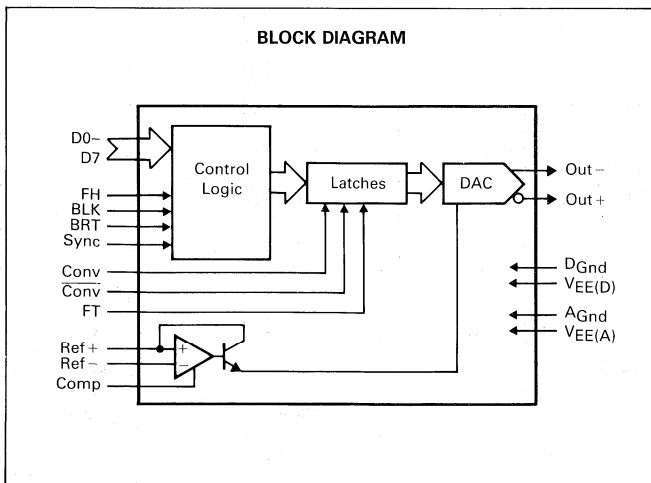 BLOCK DIAGRAM
D0~
D7
FH
BLK
BRT
Sync
Conv
Conv
FT
Ref+
Ref-
Comp
Control
Logic
Latches
DAC
+
-
Out-
Out+
DGnd
VEE(D)
AGnd
VEE(A)